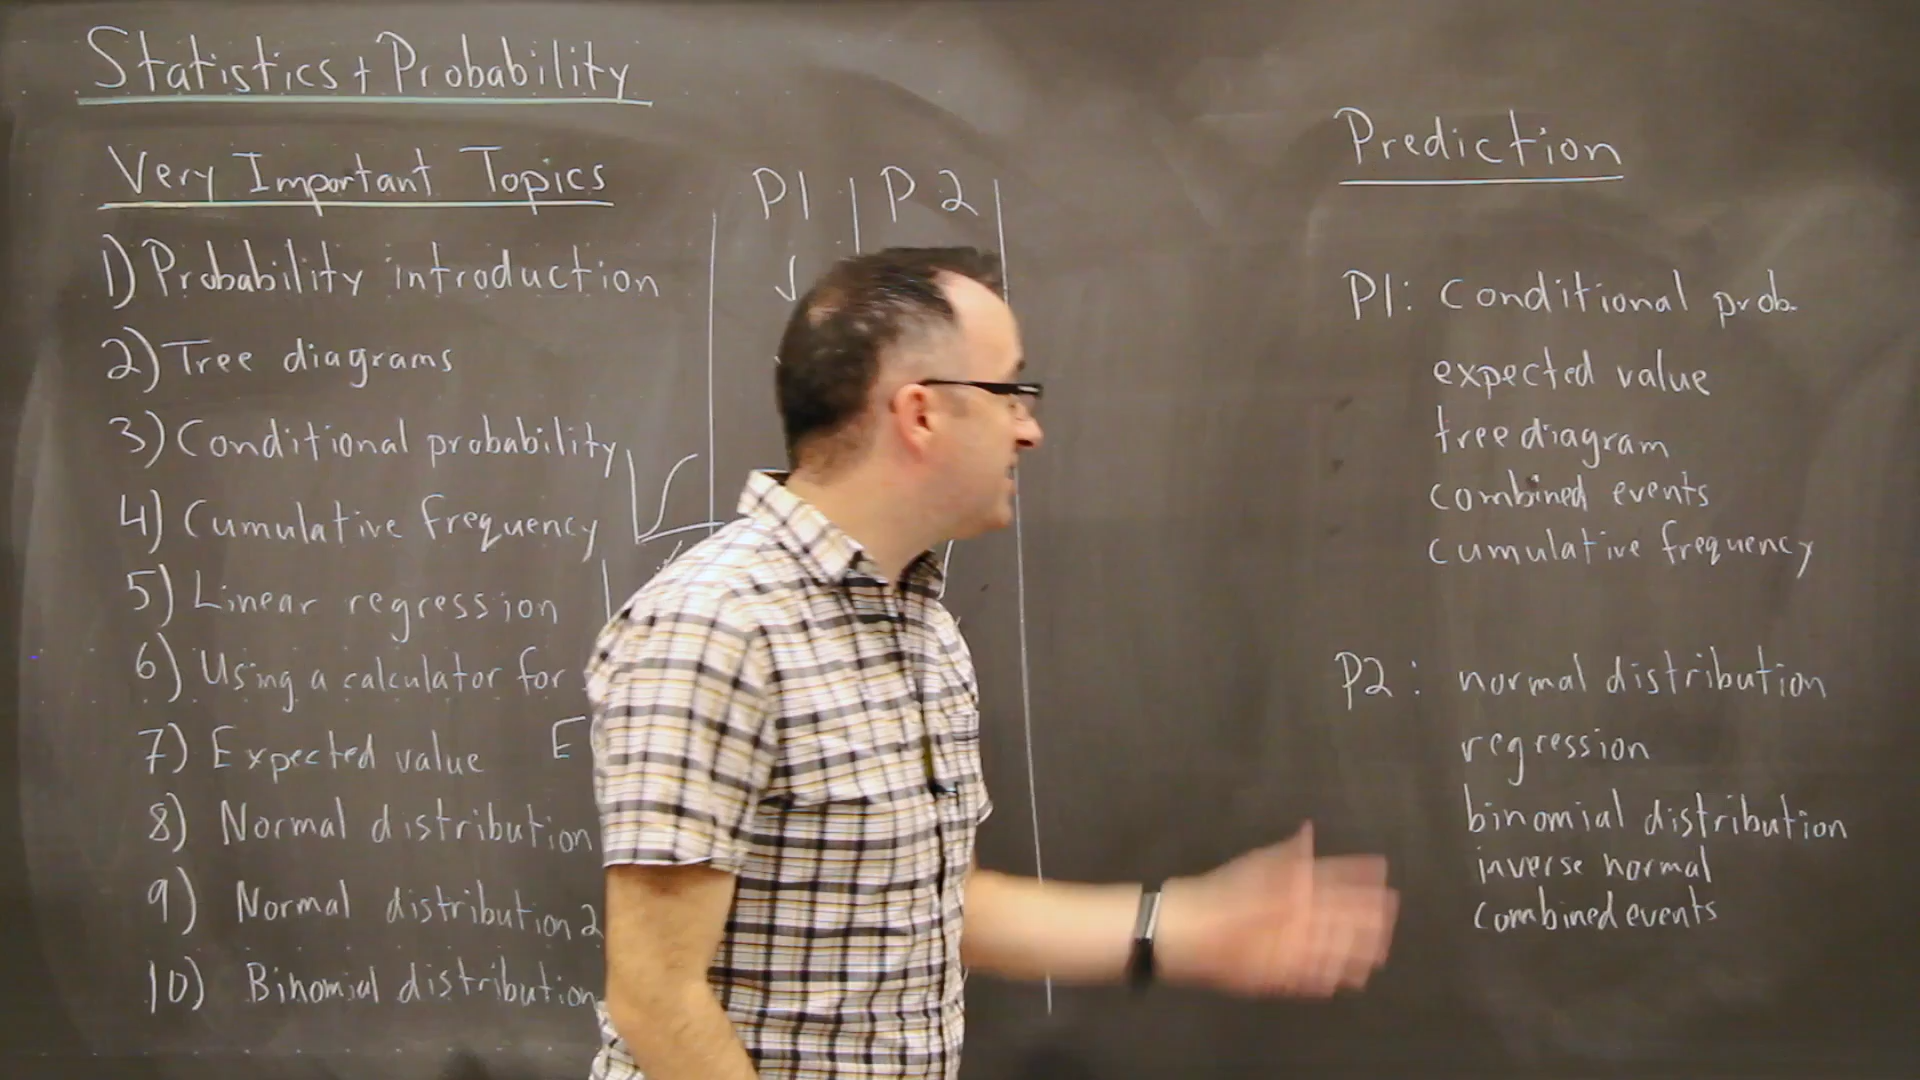 Statistics + Probability
Very Important Topics
P1 P2
1) Probability introduction ✓
2) Tree diagrams
3) Conditional probability
4) Cumulative frequency
5) Linear regression
6) Using a calculator for
7) Expected value E
8) Normal distribution
9) Normal distribution 2
10) Binomial distribution
Prediction
P1: Conditional prob.
expected value
tree diagram
combined events
cumulative frequency
P2: normal distribution
regression
binomial distribution
inverse normal
combined events